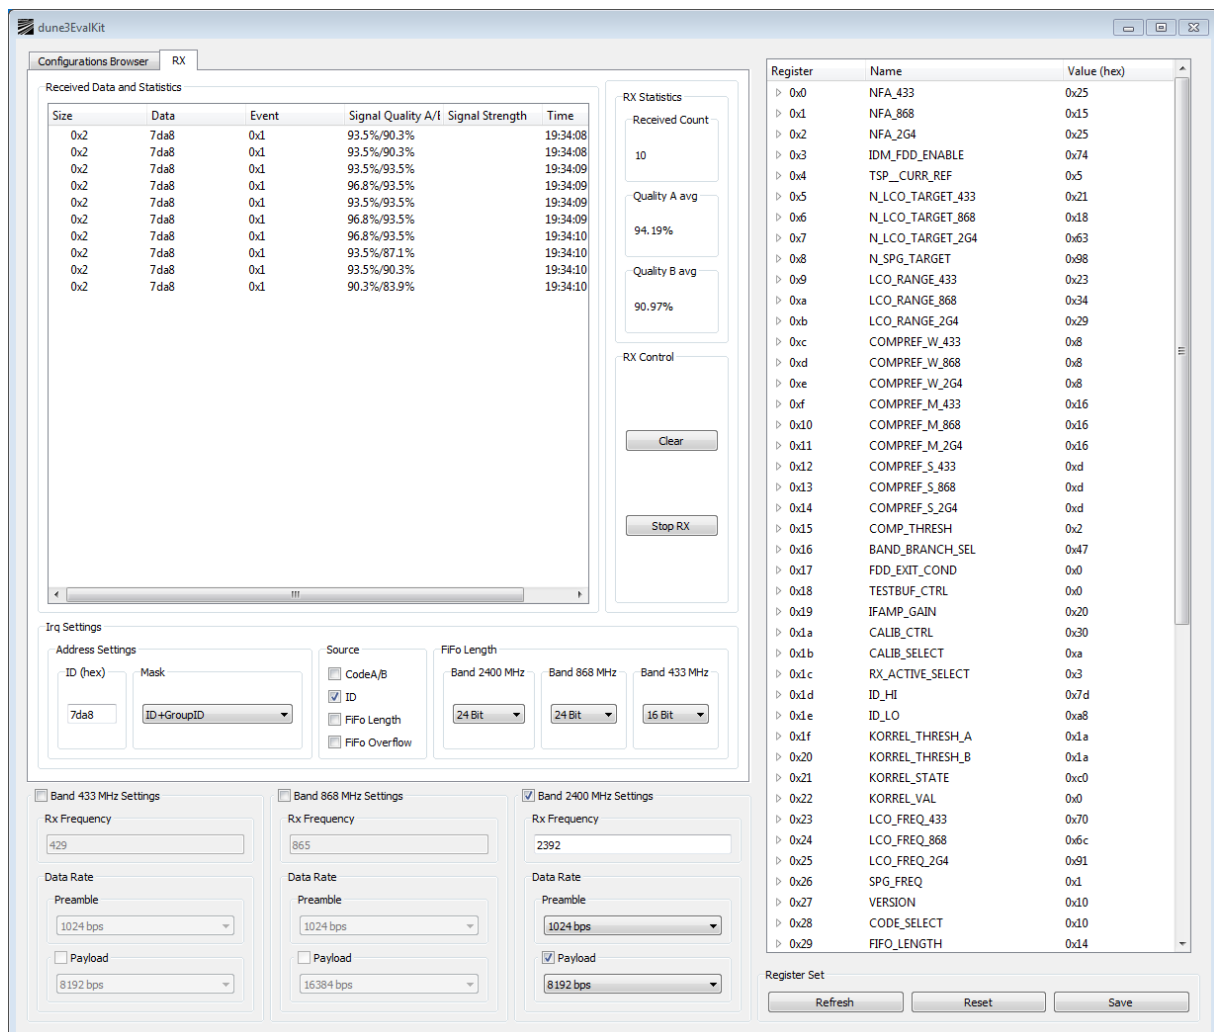 dune3EvalKit
Configurations Browser RX
Received Data and Statistics
Size Data Event Signal Quality A/E Signal Strength Time
0x2 7da8 0x1 93.5%/90.3% 19:34:08
0x2 7da8 0x1 93.5%/90.3% 19:34:08
0x2 7da8 0x1 93.5%/93.5% 19:34:09
0x2 7da8 0x1 96.8%/93.5% 19:34:09
0x2 7da8 0x1 93.5%/93.5% 19:34:09
0x2 7da8 0x1 96.8%/93.5% 19:34:09
0x2 7da8 0x1 96.8%/93.5% 19:34:10
0x2 7da8 0x1 93.5%/87.1% 19:34:10
0x2 7da8 0x1 93.5%/90.3% 19:34:10
0x2 7da8 0x1 90.3%/83.9% 19:34:10
RX Statistics
Received Count
10
Quality A avg
94.19%
Quality B avg
90.97%
RX Control
Clear
Stop RX
Irq Settings
Address Settings
ID (hex) Mask
7da8 ID+GroupID
Source
CodeA/B
ID
FiFo Length
FiFo Overflow
FiFo Length
Band 2400 MHz Band 868 MHz Band 433 MHz
24 Bit 24 Bit 16 Bit
Band 433 MHz Settings
Rx Frequency
429
Data Rate
Preamble
1024 bps
Payload
8192 bps
Band 868 MHz Settings
Rx Frequency
865
Data Rate
Preamble
1024 bps
Payload
16384 bps
Band 2400 MHz Settings
Rx Frequency
2392
Data Rate
Preamble
1024 bps
Payload
8192 bps
Register Name Value (hex)
0x0 NFA_433 0x25
0x1 NFA_868 0x15
0x2 NFA_2G4 0x25
0x3 IDM_FDD_ENABLE 0x74
0x4 TSP__CURR_REF 0x5
0x5 N_LCO_TARGET_433 0x21
0x6 N_LCO_TARGET_868 0x18
0x7 N_LCO_TARGET_2G4 0x63
0x8 N_SPG_TARGET 0x98
0x9 LCO_RANGE_433 0x23
0xa LCO_RANGE_868 0x34
0xb LCO_RANGE_2G4 0x29
0xc COMPREF_W_433 0x8
0xd COMPREF_W_868 0x8
0xe COMPREF_W_2G4 0x8
0xf COMPREF_M_433 0x16
0x10 COMPREF_M_868 0x16
0x11 COMPREF_M_2G4 0x16
0x12 COMPREF_S_433 0xd
0x13 COMPREF_S_868 0xd
0x14 COMPREF_S_2G4 0xd
0x15 COMP_THRESH 0x2
0x16 BAND_BRANCH_SEL 0x47
0x17 FDD_EXIT_COND 0x0
0x18 TESTBUF_CTRL 0x0
0x19 IFAMP_GAIN 0x20
0x1a CALIB_CTRL 0x30
0x1b CALIB_SELECT 0xa
0x1c RX_ACTIVE_SELECT 0x3
0x1d ID_HI 0x7d
0x1e ID_LO 0xa8
0x1f KORREL_THRESH_A 0x1a
0x20 KORREL_THRESH_B 0x1a
0x21 KORREL_STATE 0xc0
0x22 KORREL_VAL 0x0
0x23 LCO_FREQ_433 0x70
0x24 LCO_FREQ_868 0x6c
0x25 LCO_FREQ_2G4 0x91
0x26 SPG_FREQ 0x1
0x27 VERSION 0x10
0x28 CODE_SELECT 0x10
0x29 FIFO_LENGTH 0x14
Register Set
Refresh Reset Save